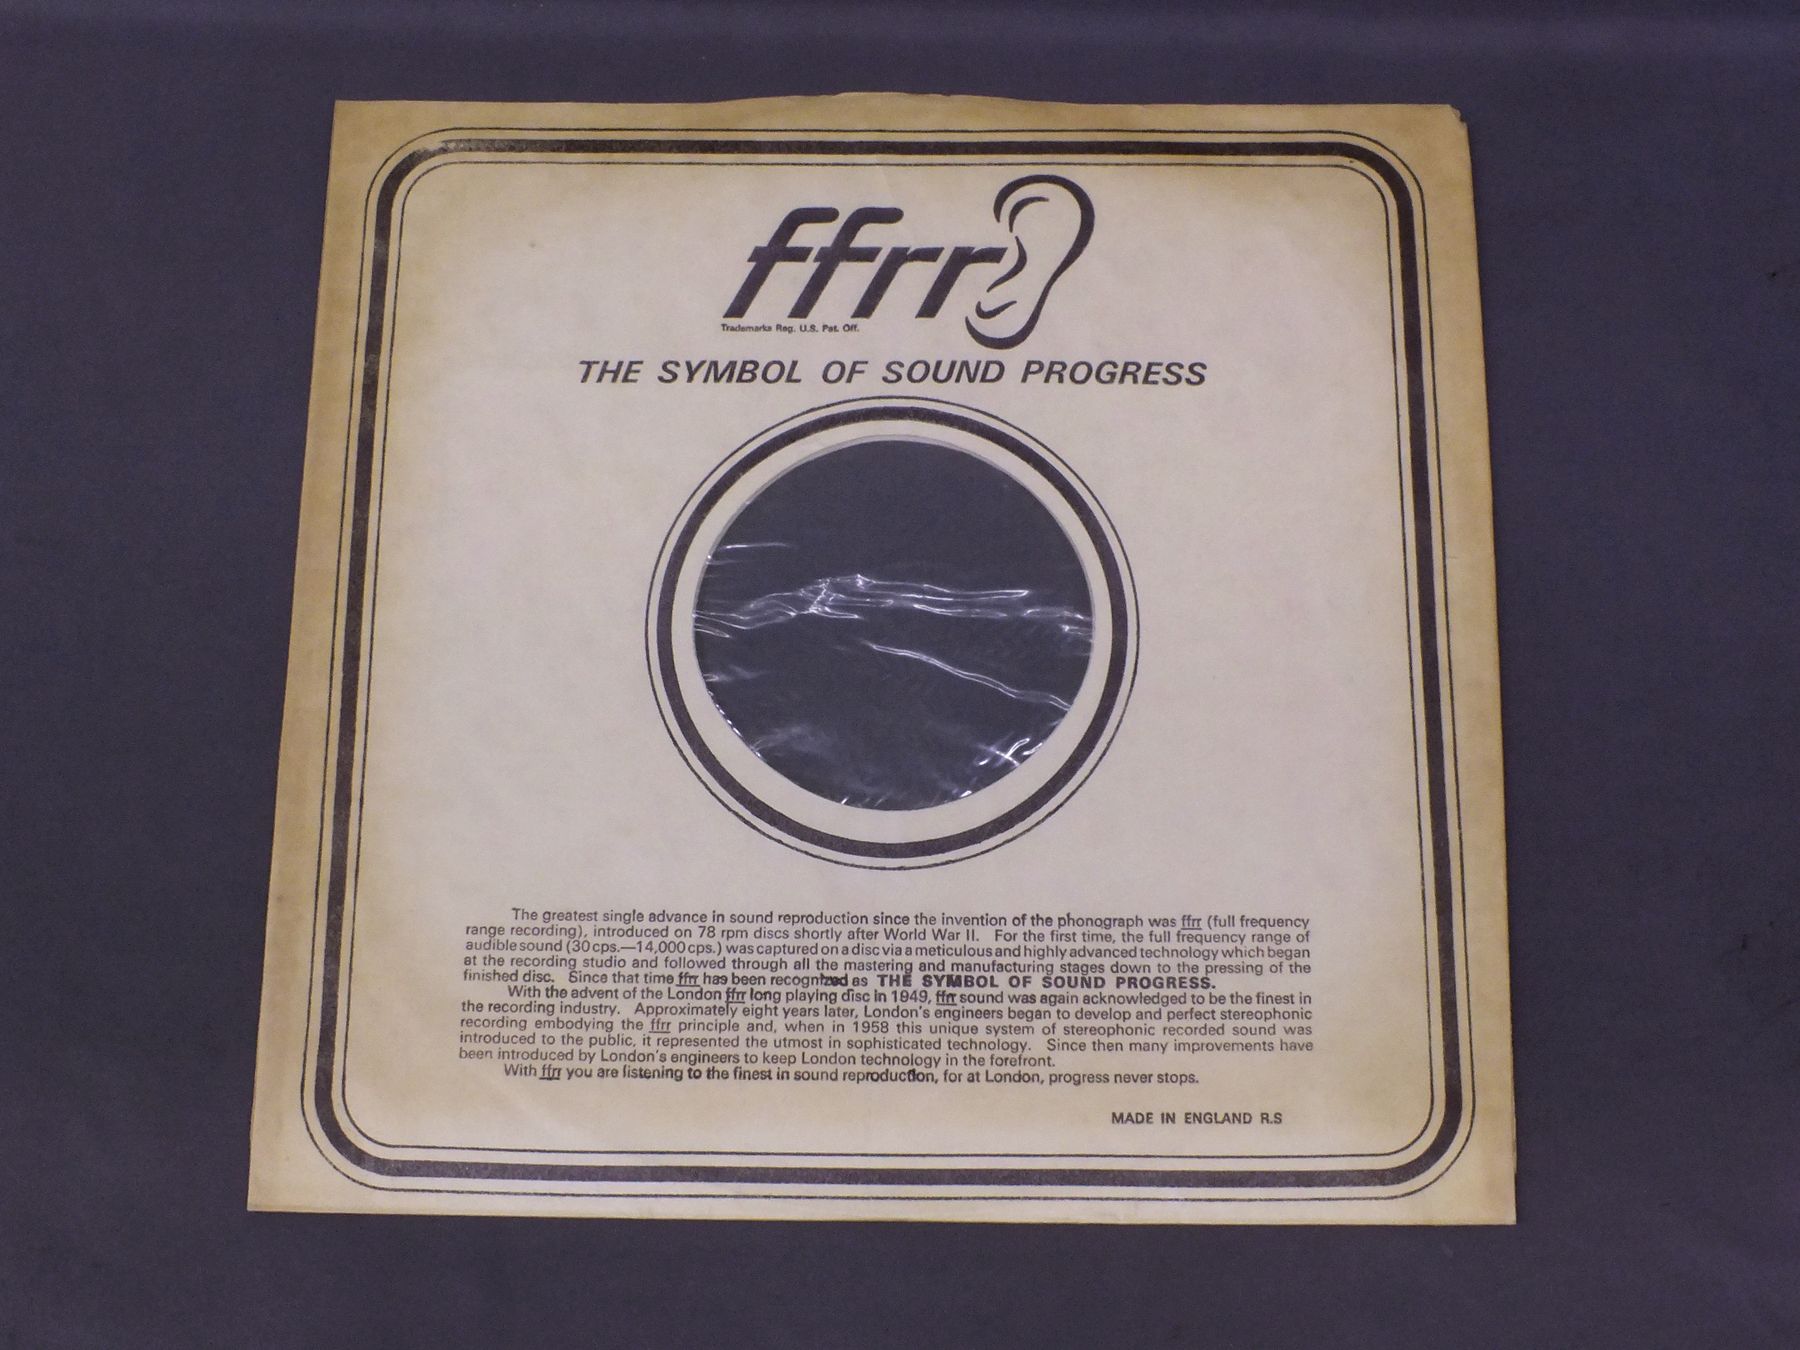 ffrr
Trademarks Reg. U.S. Pat. Off.
THE SYMBOL OF SOUND PROGRESS
The greatest single advance in sound reproduction since the invention of the phonograph was ffrr (full frequency
range recording), introduced on 78 rpm discs shortly after World War II. For the first time, the full frequency range of
audible sound (30 cps.—14,000 cps.) was captured on a disc via a meticulous and highly advanced technology which began
at the recording studio and followed through all the mastering and manufacturing stages down to the pressing of the
finished disc. Since that time ffrr has been recognized as THE SYMBOL OF SOUND PROGRESS.
With the advent of the London ffrr long playing disc in 1949, ffrr sound was again acknowledged to be the finest in
the recording industry. Approximately eight years later, London's engineers began to develop and perfect stereophonic
recording embodying the ffrr principle and, when in 1958 this unique system of stereophonic recorded sound was
introduced to the public, it represented the utmost in sophisticated technology. Since then many improvements have
been introduced by London's engineers to keep London technology in the forefront.
With ffrr you are listening to the finest in sound reproduction, for at London, progress never stops.
MADE IN ENGLAND R.S